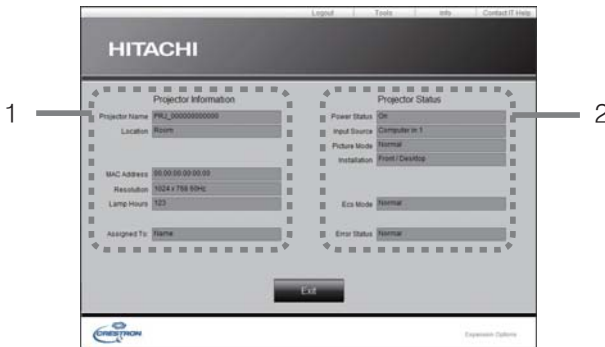 Logout Tools Info Contact IT Help
HITACHI
1
2
Projector Information
Projector Name PRJ_000000000000
Location Room
MAC Address 00.00.00.00.00.00
Resolution 1024 x 768 60Hz
Lamp Hours 123
Assigned To: Name
Projector Status
Power Status On
Input Source Computer in 1
Picture Mode Normal
Installation Front / Desktop
Eco Mode Normal
Error Status Normal
Exit
CRESTRON
Expansion Options